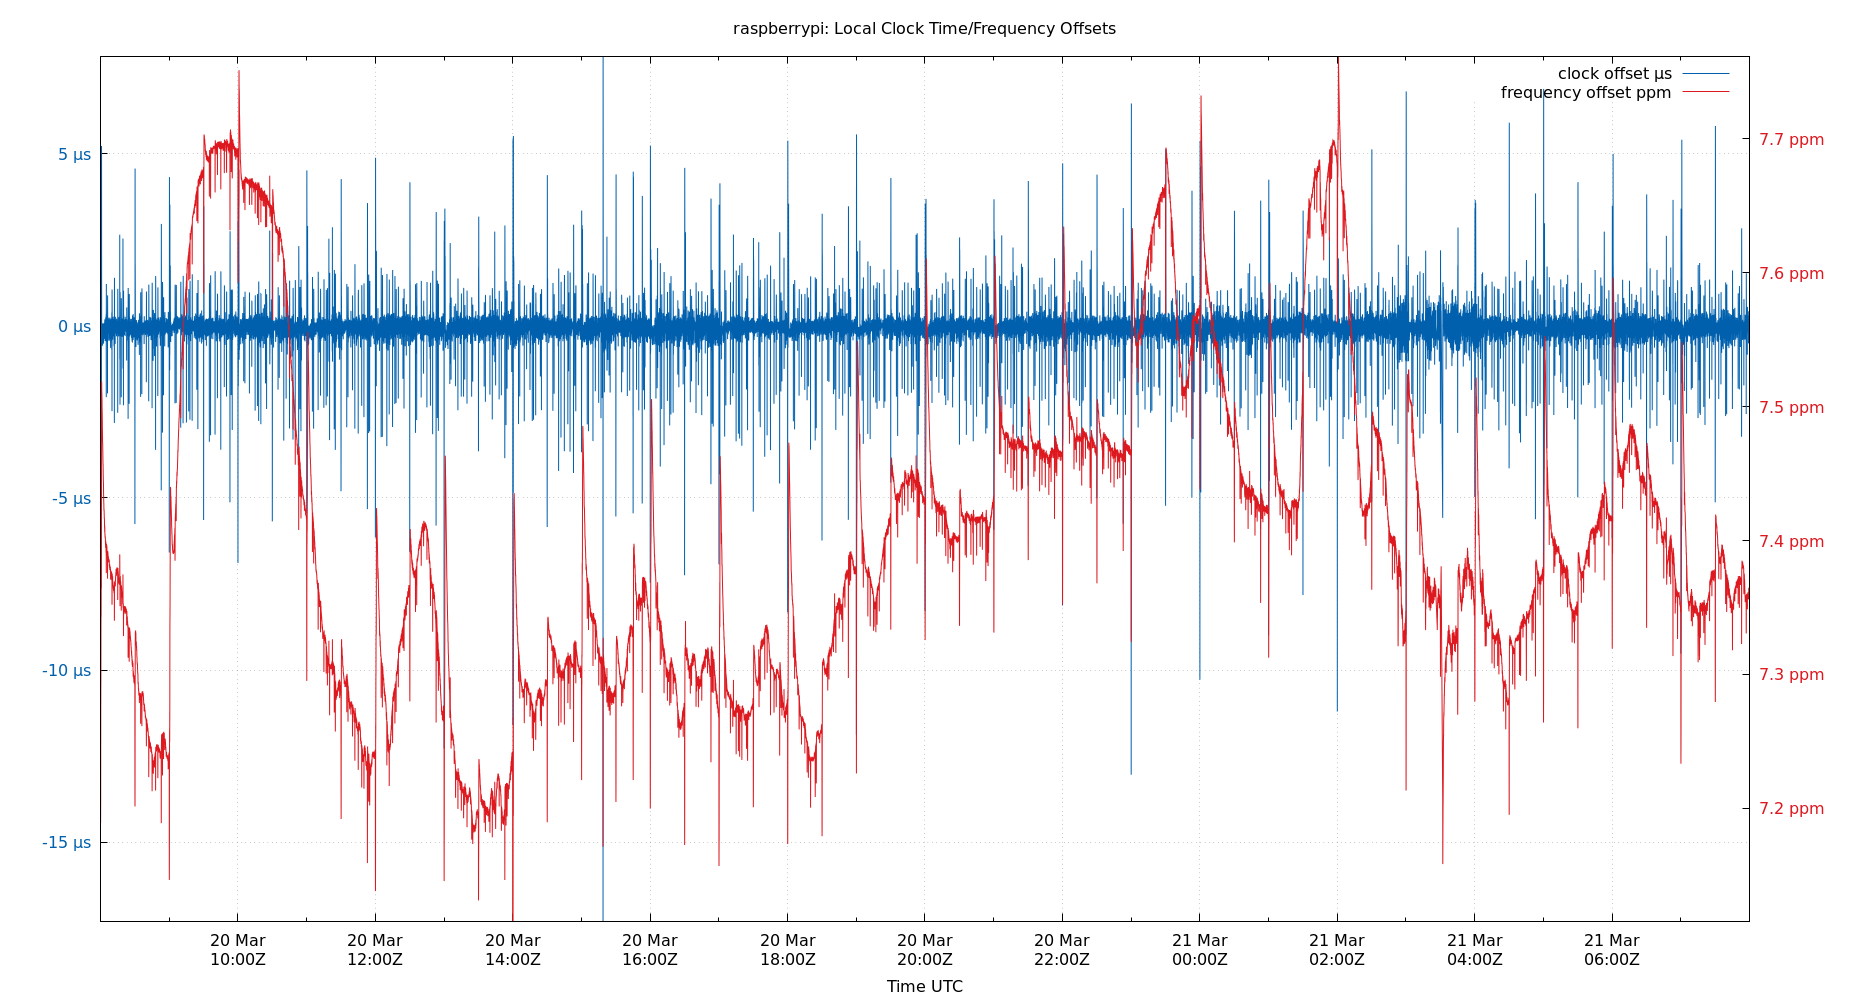 raspberrypi: Local Clock Time/Frequency Offsets
clock offset µs
frequency offset ppm
5 µs
0 µs
-5 µs
-10 µs
-15 µs
7.7 ppm
7.6 ppm
7.5 ppm
7.4 ppm
7.3 ppm
7.2 ppm
20 Mar 20 Mar 20 Mar 20 Mar 20 Mar 20 Mar 20 Mar 21 Mar 21 Mar 21 Mar 21 Mar
10:00Z 12:00Z 14:00Z 16:00Z 18:00Z 20:00Z 22:00Z 00:00Z 02:00Z 04:00Z 06:00Z
Time UTC